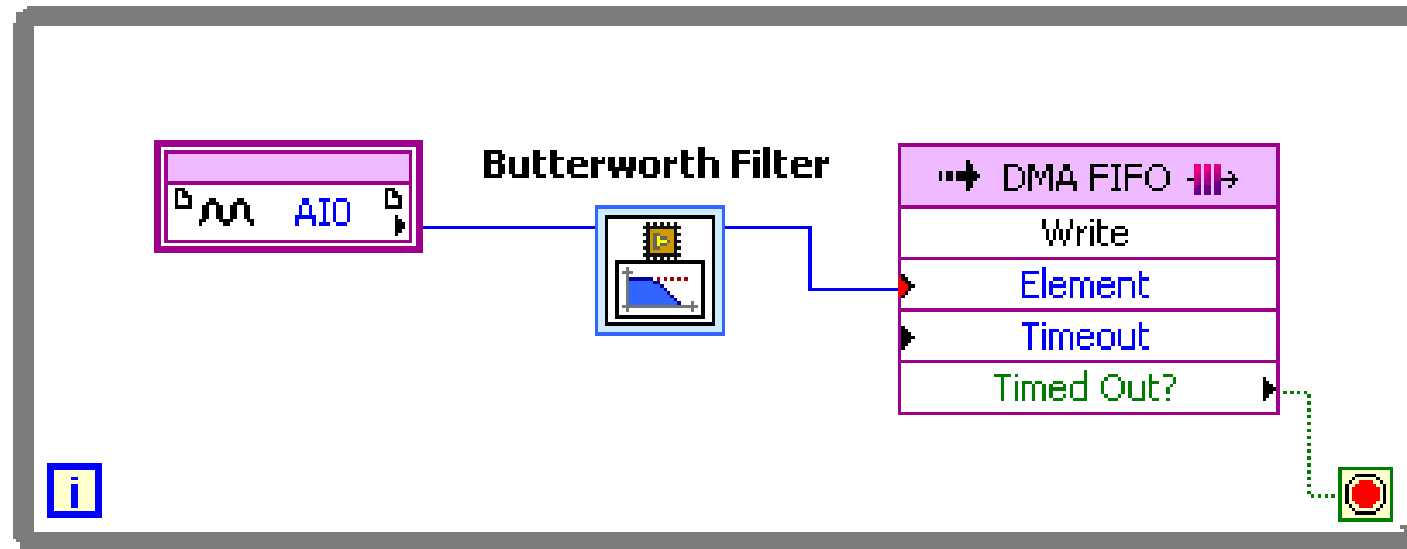 Butterworth Filter
AI0
DMA FIFO
Write
Element
Timeout
Timed Out?
i